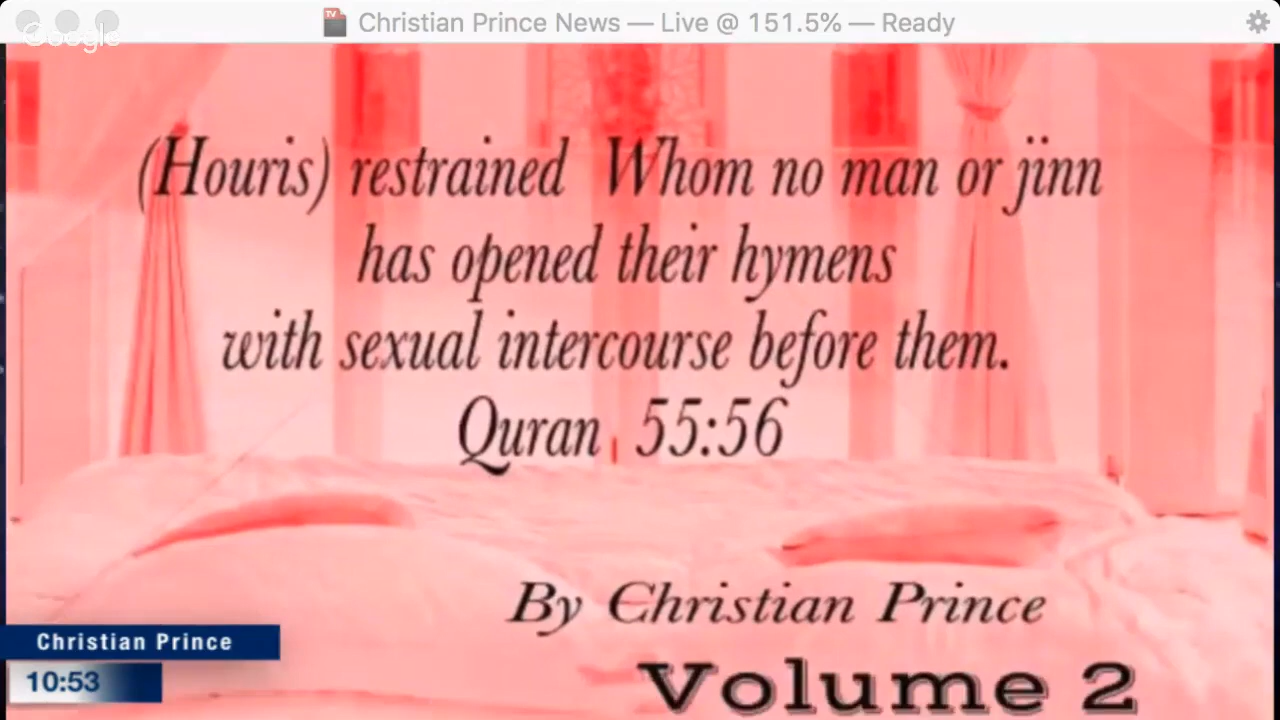 Christian Prince News — Live @ 151.5% — Ready
Google
(Houris) restrained Whom no man or jinn
has opened their hymens
with sexual intercourse before them.
Quran 55:56
By Christian Prince
Volume 2
Christian Prince
10:53